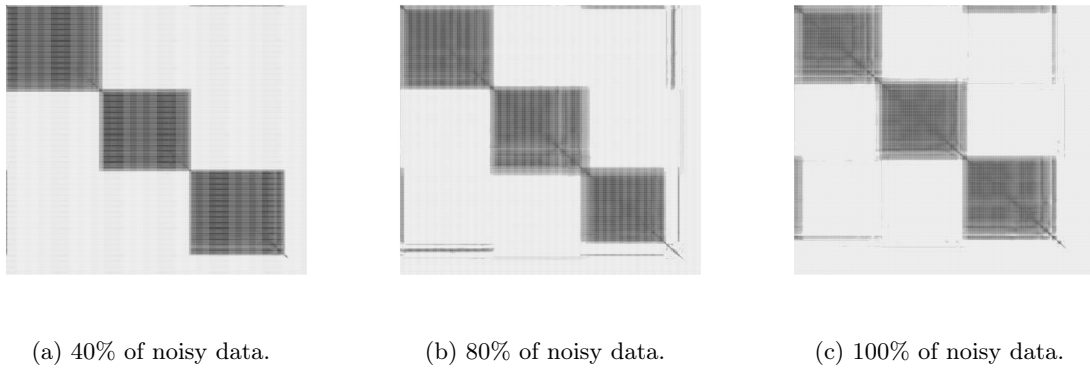 (a) 40% of noisy data.
(b) 80% of noisy data.
(c) 100% of noisy data.